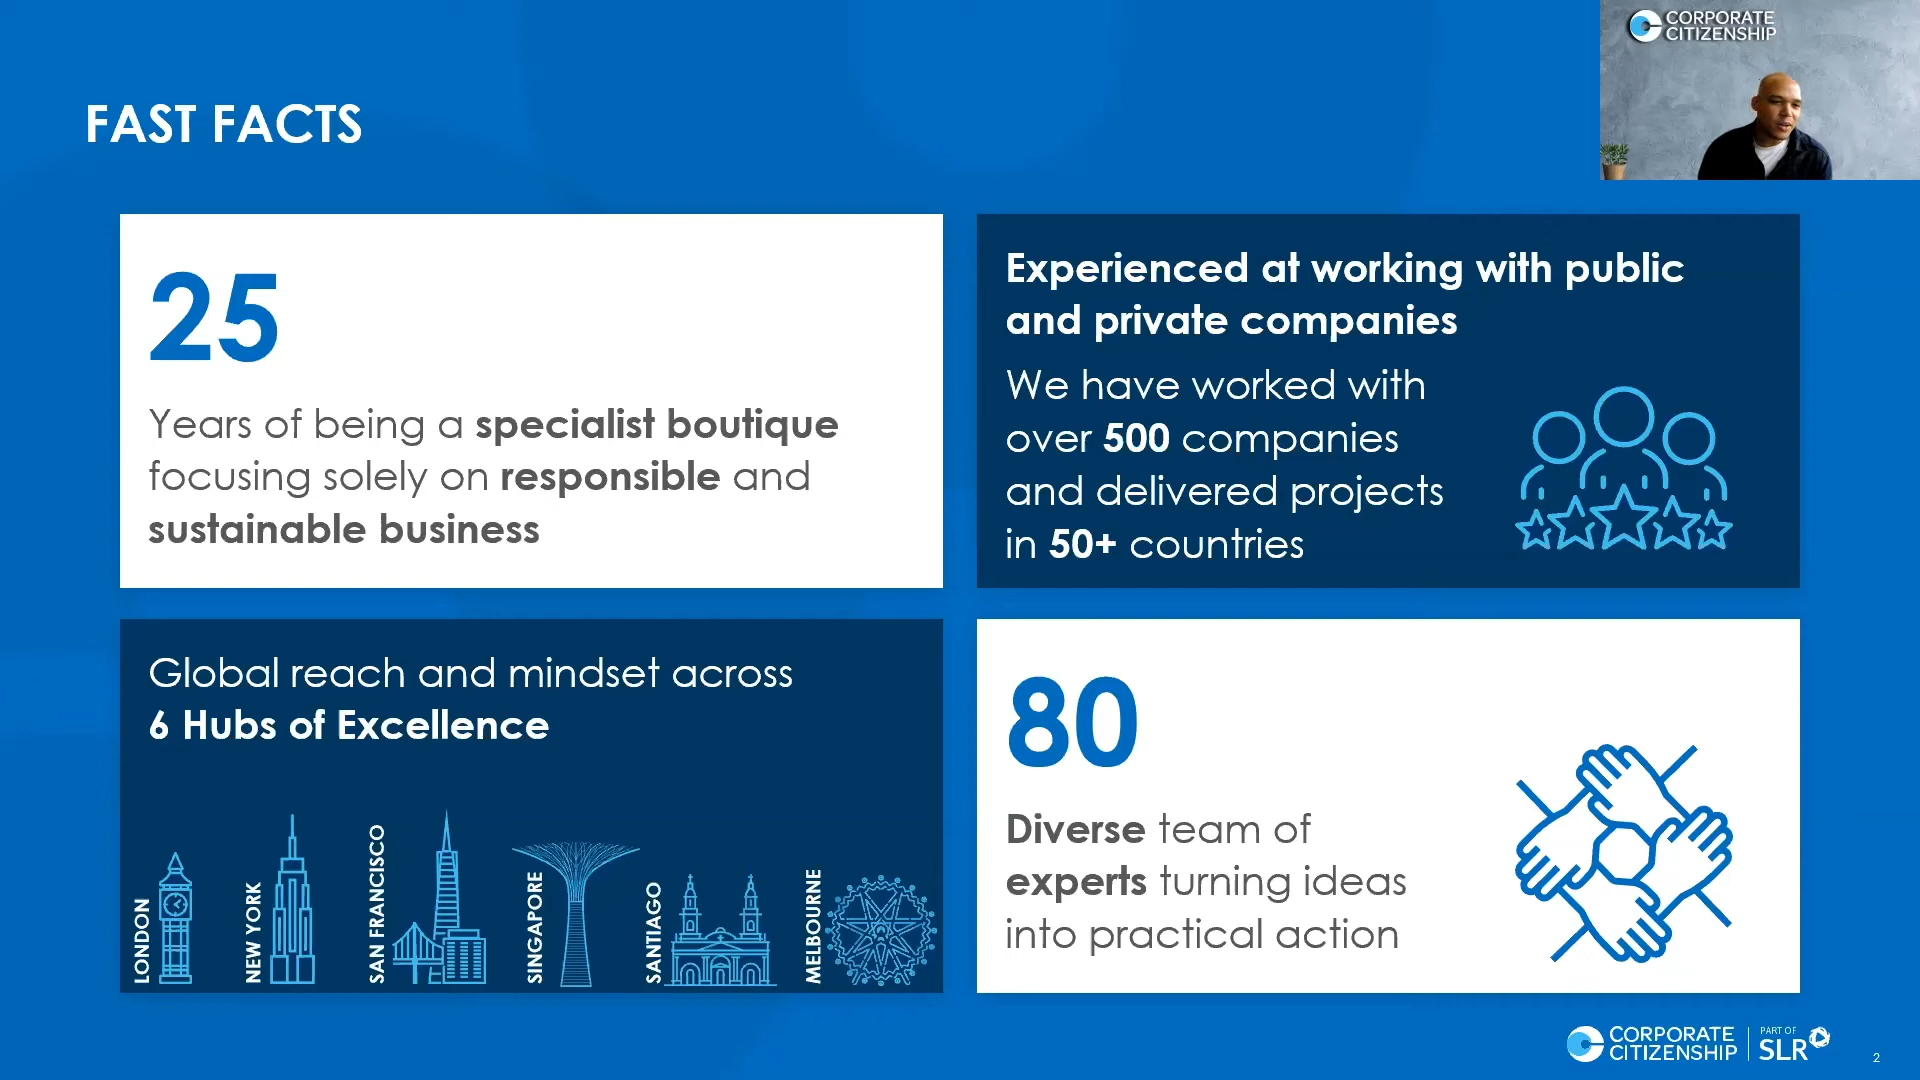 CORPORATE
CITIZENSHIP
FAST FACTS
25
Years of being a specialist boutique
focusing solely on responsible and
sustainable business
Experienced at working with public
and private companies
We have worked with
over 500 companies
and delivered projects
in 50+ countries
Global reach and mindset across
6 Hubs of Excellence
LONDON
NEW YORK
SAN FRANCISCO
SINGAPORE
SANTIAGO
MELBOURNE
80
Diverse team of
experts turning ideas
into practical action
CORPORATE
CITIZENSHIP
PART OF
SLR
2